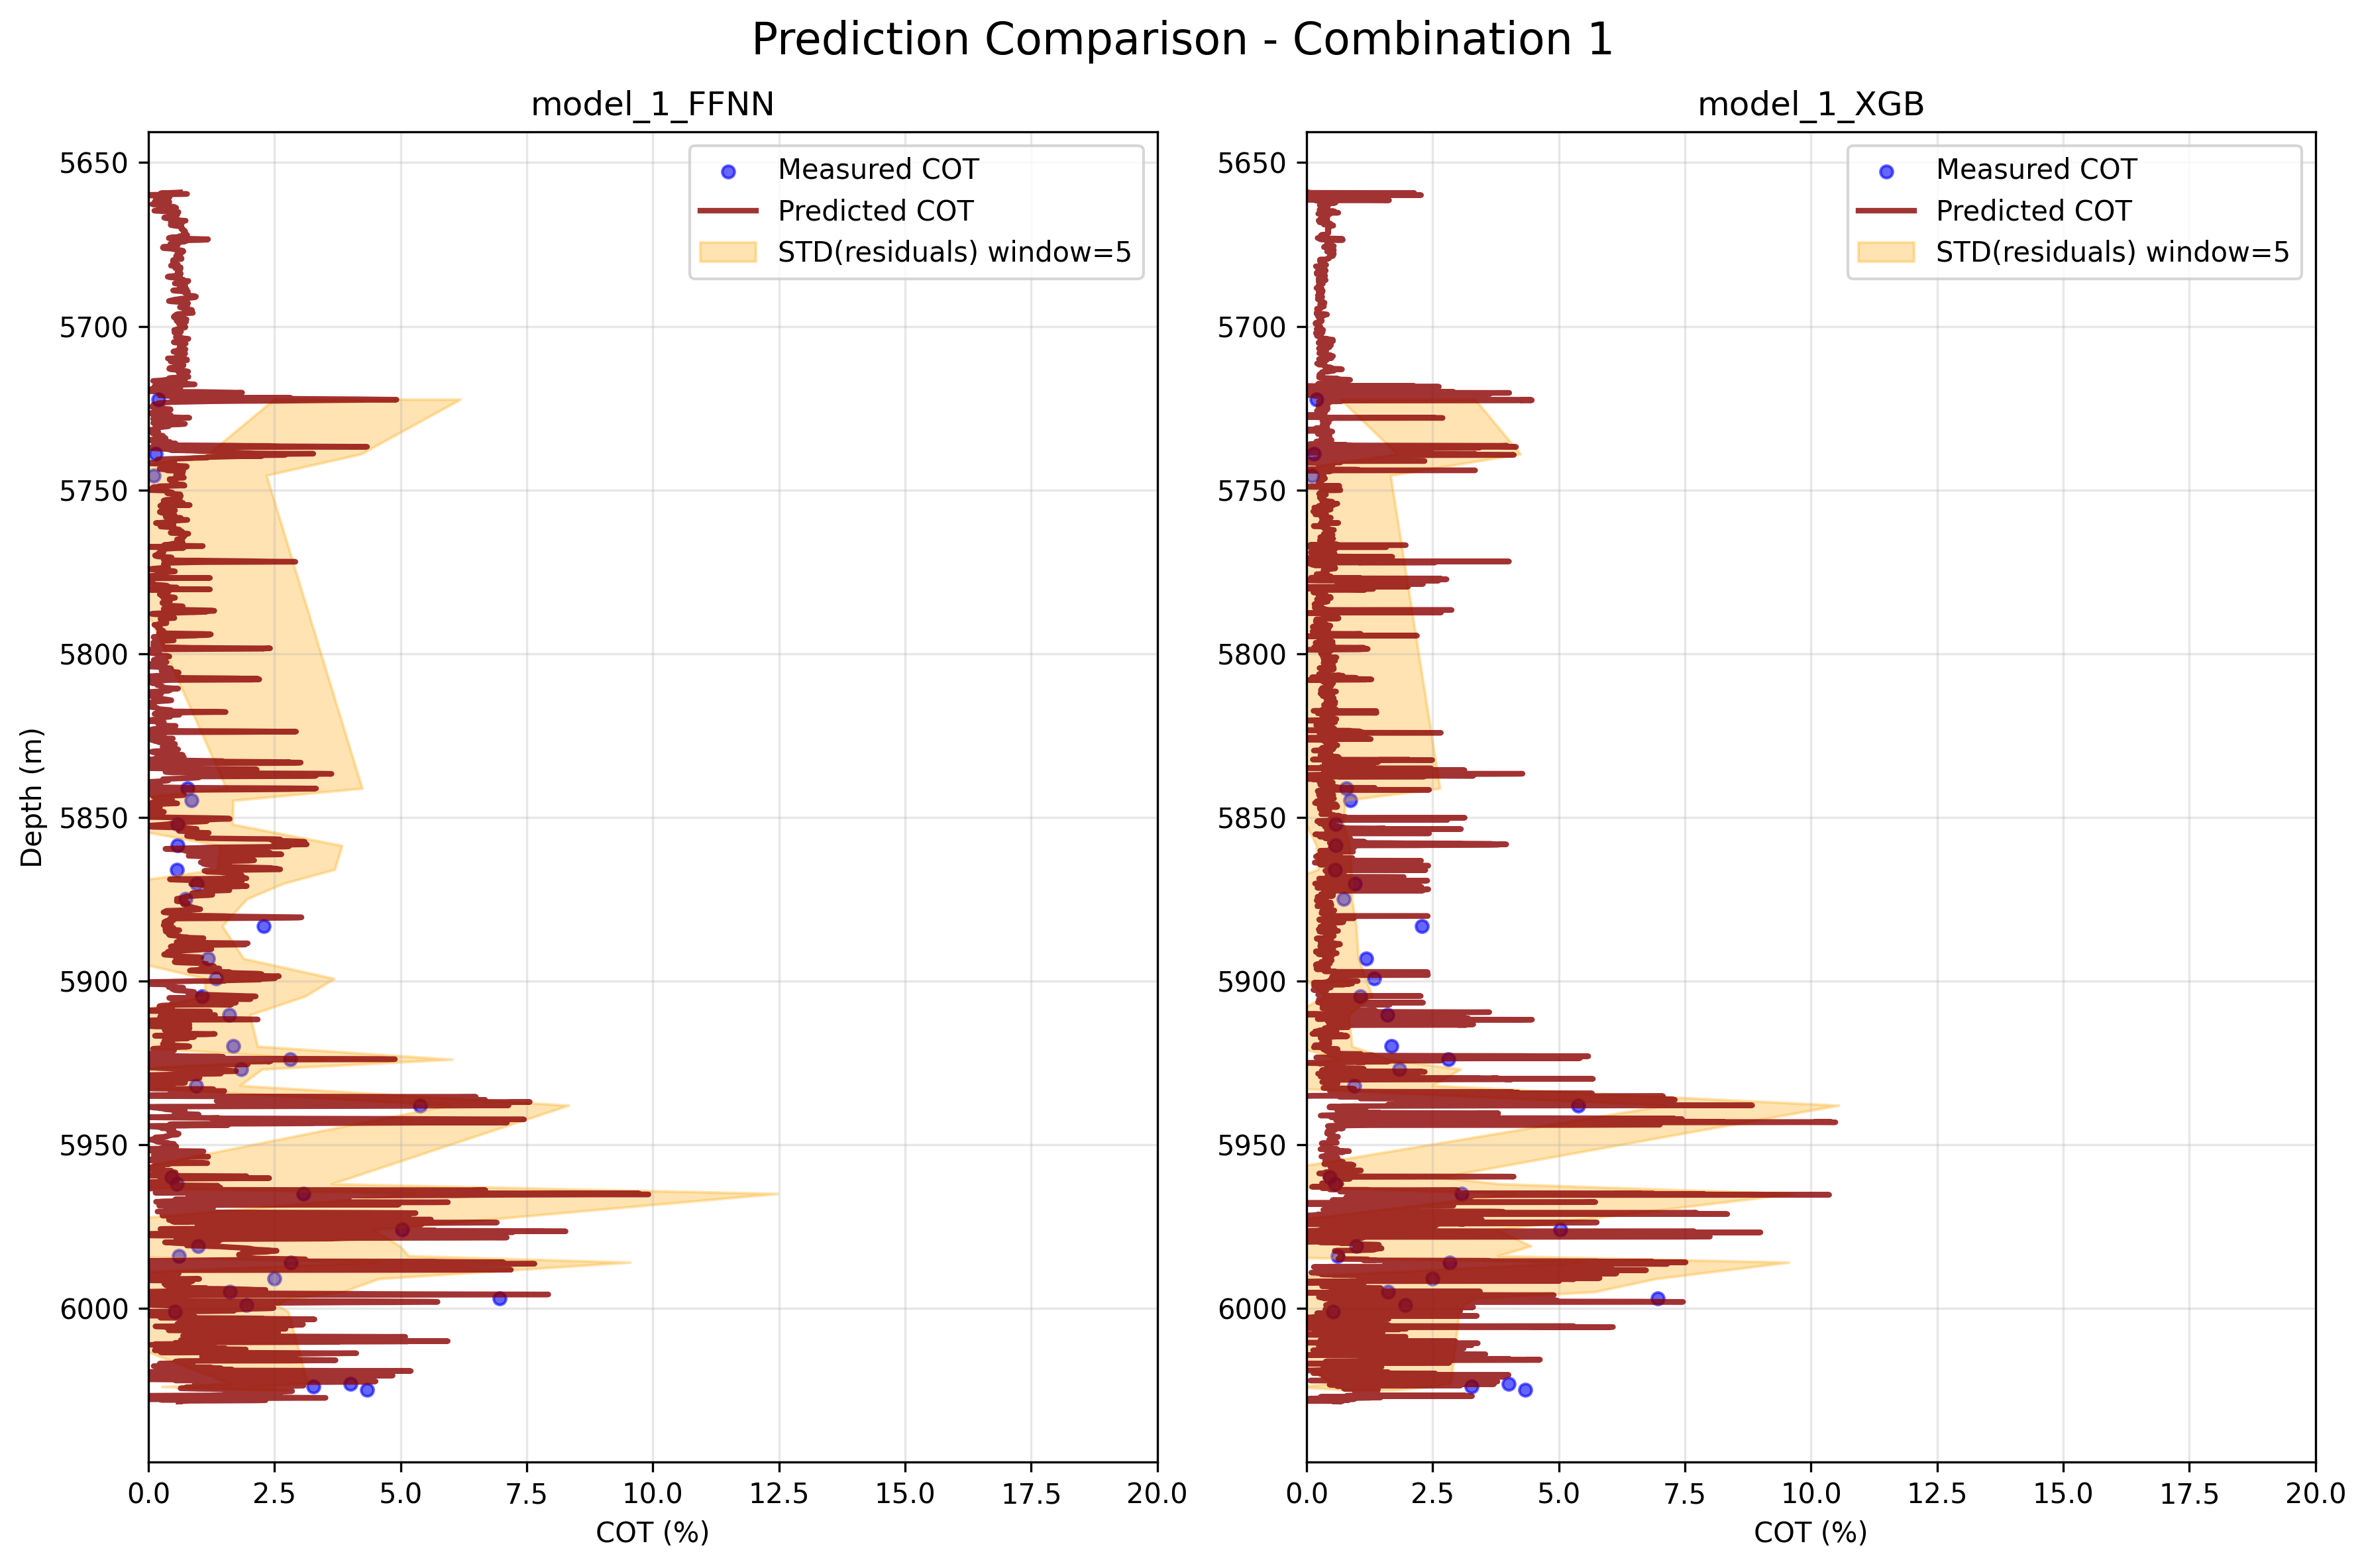 Prediction Comparison - Combination 1
model_1_FFNN
Measured COT
Predicted COT
STD(residuals) window=5
5650
5700
5750
5800
5850
5900
5950
6000
Depth (m)
0.0 2.5 5.0 7.5 10.0 12.5 15.0 17.5 20.0
COT (%)
model_1_XGB
Measured COT
Predicted COT
STD(residuals) window=5
5650
5700
5750
5800
5850
5900
5950
6000
0.0 2.5 5.0 7.5 10.0 12.5 15.0 17.5 20.0
COT (%)